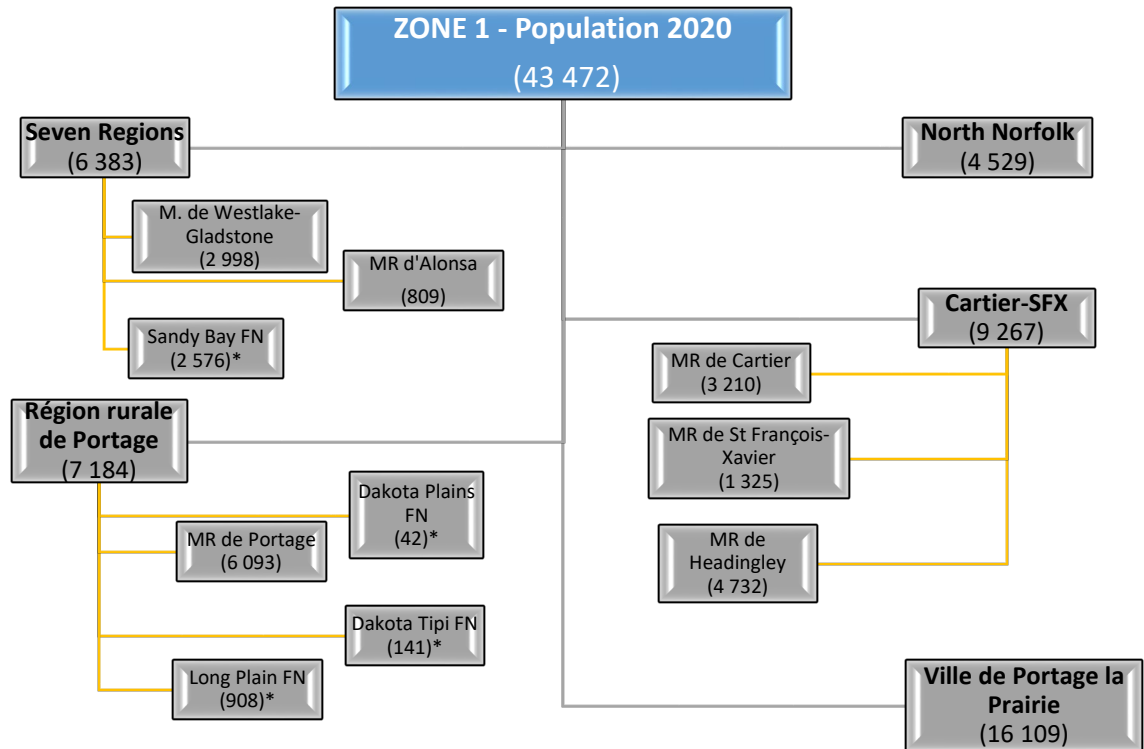 ZONE 1 - Population 2020
(43 472)
Seven Regions
(6 383)
North Norfolk
(4 529)
M. de Westlake-
Gladstone
(2 998)
MR d'Alonsa
(809)
Sandy Bay FN
(2 576)*
Cartier-SFX
(9 267)
MR de Cartier
(3 210)
MR de St François-
Xavier
(1 325)
MR de
Headingley
(4 732)
Région rurale
de Portage
(7 184)
Dakota Plains
FN
(42)*
MR de Portage
(6 093)
Dakota Tipi FN
(141)*
Long Plain FN
(908)*
Ville de Portage la
Prairie
(16 109)